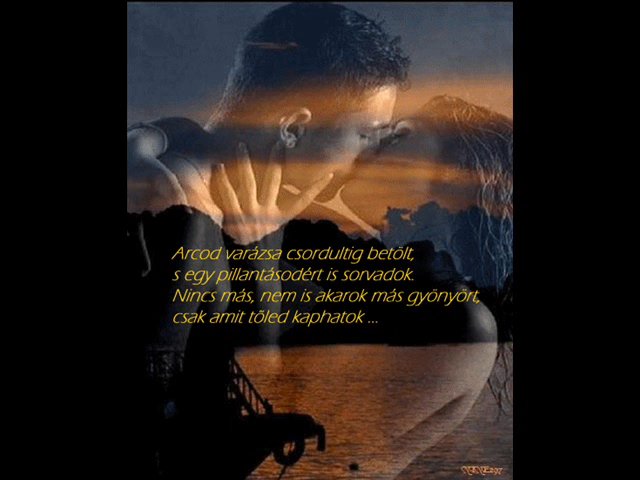 Arcod varázsa csordultig betölt,
s egy pillantásodért is sorvadok.
Nincs más, nem is akarok más gyönyört,
csak amit tőled kaphatok ...